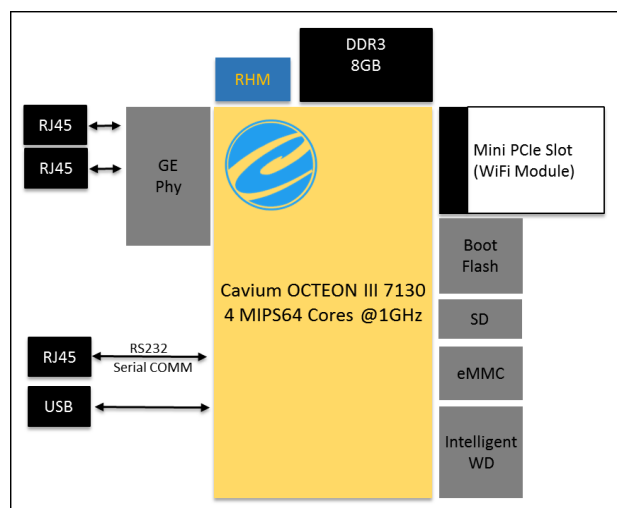 DDR3
8GB
RHM
RJ45
RJ45
GE
Phy
Mini PCIe Slot
(WiFi Module)
Boot
Flash
Cavium OCTEON III 7130
4 MIPS64 Cores @1GHz
SD
RJ45
RS232
Serial COMM
eMMC
USB
Intelligent
WD